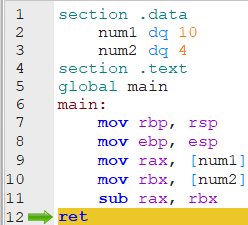 1 section .data
2 num1 dq 10
3 num2 dq 4
4 section .text
5 global main
6 main:
7 mov rbp, rsp
8 mov ebp, esp
9 mov rax, [num1]
10 mov rbx, [num2]
11 sub rax, rbx
12 ret